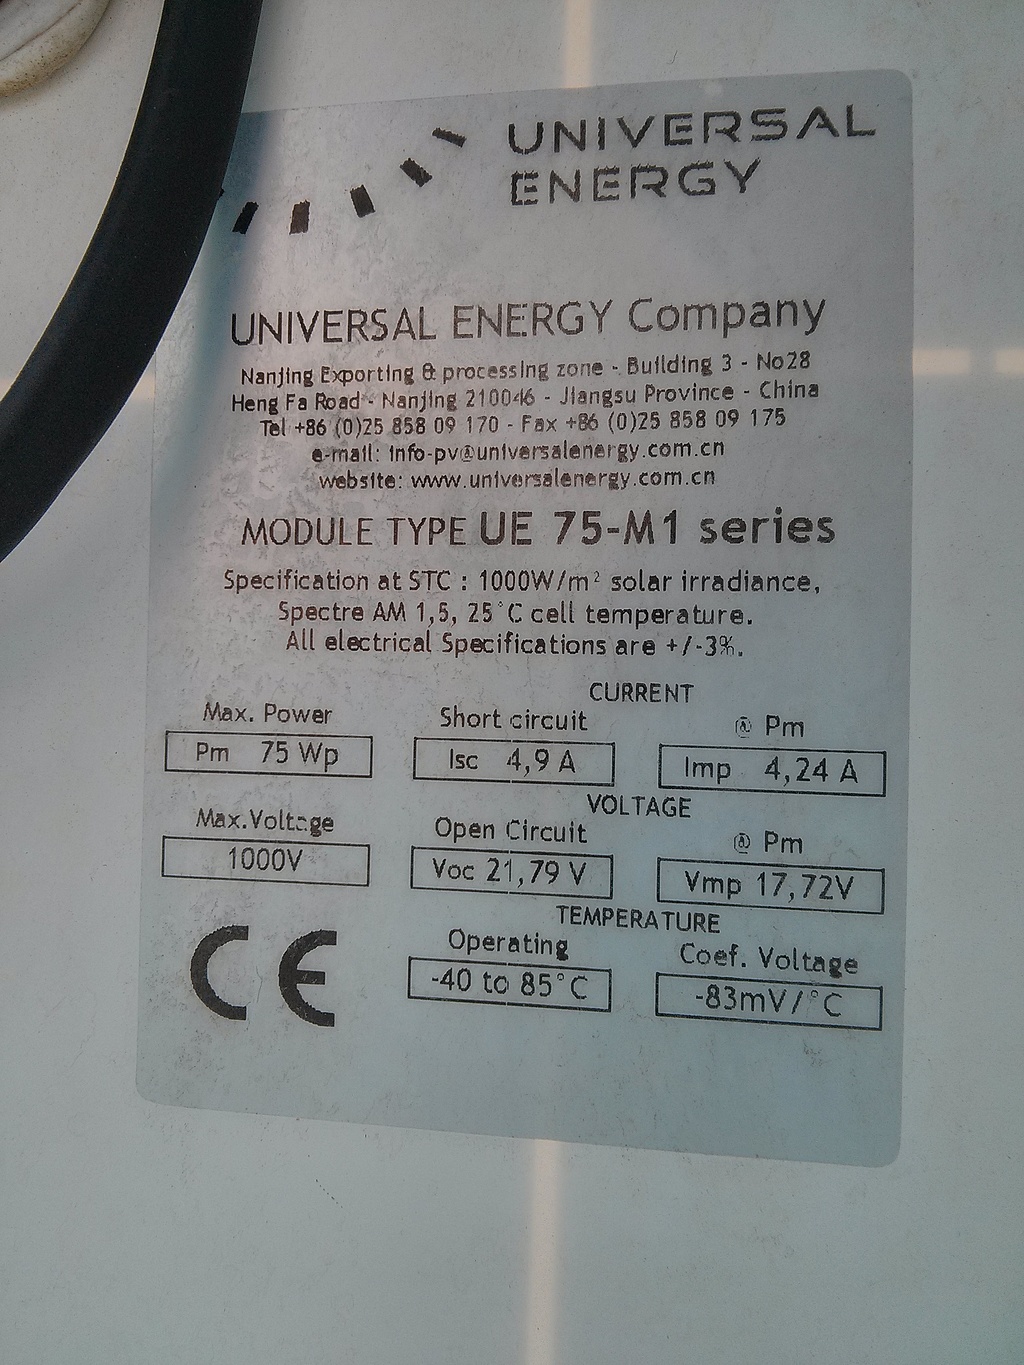 UNIVERSAL
ENERGY
UNIVERSAL ENERGY Company
Nanjing Exporting & processing zone - Building 3 - No28
Heng Fa Road - Nanjing 210046 - Jiangsu Province - China
Tel +86 (0)25 858 09 170 - Fax +86 (0)25 858 09 175
e-mail: info-pv@universalenergy.com.cn
website: www.universalenergy.com.cn
MODULE TYPE UE 75-M1 series
Specification at STC : 1000W/m² solar irradiance,
Spectre AM 1,5, 25°C cell temperature.
All electrical Specifications are +/-3%.
CURRENT
Max. Power Short circuit @ Pm
Pm 75 Wp Isc 4,9 A Imp 4,24 A
VOLTAGE
Max.Voltage Open Circuit @ Pm
1000V Voc 21,79 V Vmp 17,72V
TEMPERATURE
Operating Coef. Voltage
CE -40 to 85°C -83mV/°C